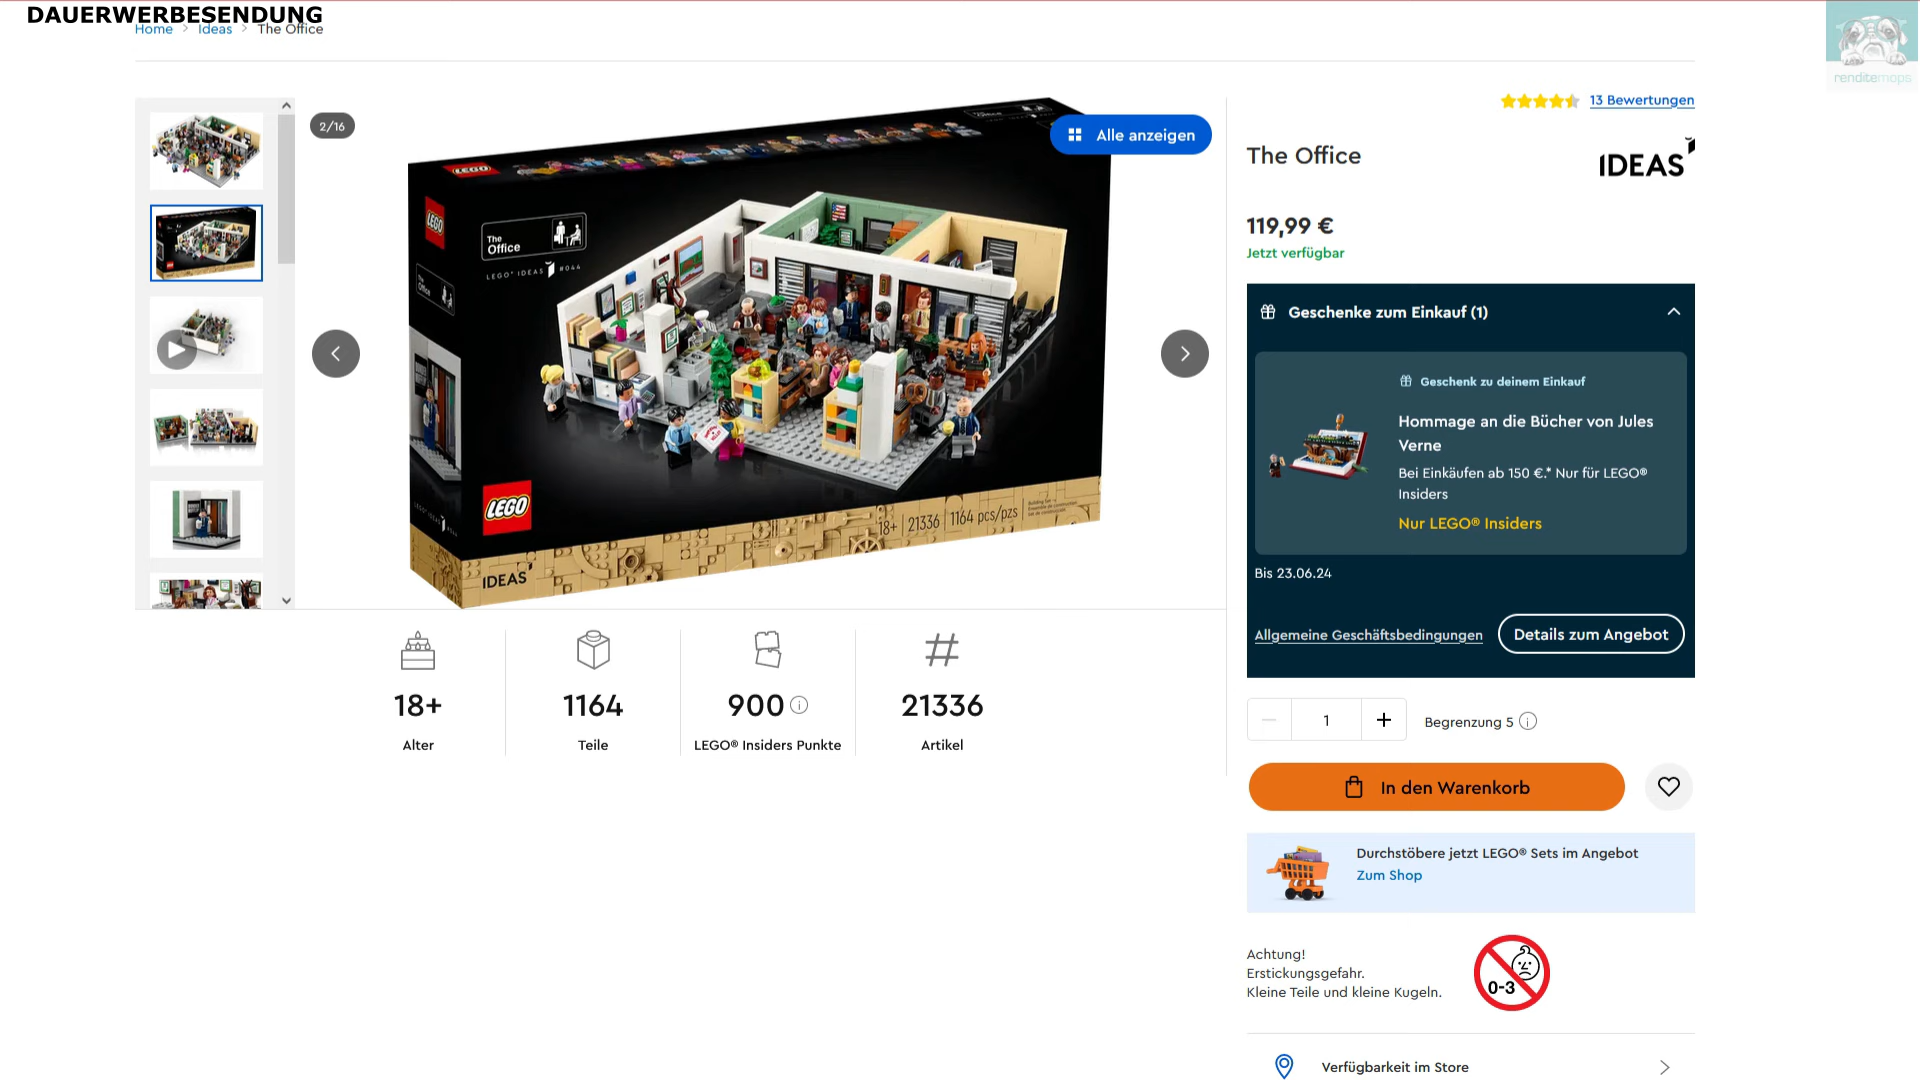 DAUERWERBESENDUNG
Home > Ideas > The Office
renditemops
2/16
Alle anzeigen
LEGO
LEGO
The Office
LEGO® IDEAS #044
LEGO
IDEAS
18+ | 21336 | 1164 pcs/pzs
13 Bewertungen
The Office
IDEAS
119,99 €
Jetzt verfügbar
Geschenke zum Einkauf (1)
Geschenk zu deinem Einkauf
Hommage an die Bücher von Jules
Verne
Bei Einkäufen ab 150 €.* Nur für LEGO®
Insiders
Nur LEGO® Insiders
Bis 23.06.24
Allgemeine Geschäftsbedingungen
Details zum Angebot
18+
Alter
1164
Teile
900
LEGO® Insiders Punkte
21336
Artikel
1
Begrenzung 5
In den Warenkorb
Durchstöbere jetzt LEGO® Sets im Angebot
Zum Shop
Achtung!
Erstickungsgefahr.
Kleine Teile und kleine Kugeln.
0-3
Verfügbarkeit im Store